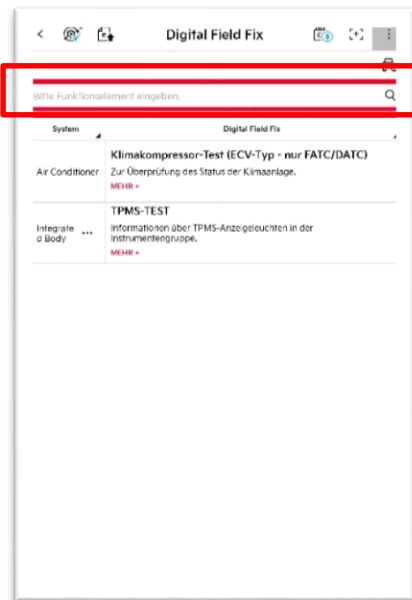 Digital Field Fix
Bitte Funktionselement eingeben.
System
Digital Field Fix
Air Conditioner
Klimakompressor-Test (ECV-Typ - nur FATC/DATC)
Zur Überprüfung des Status der Klimaanlage.
MEHR +
Integrate
d Body
...
TPMS-TEST
Informationen über TPMS-Anzeigeleuchten in der
Instrumentengruppe.
MEHR +